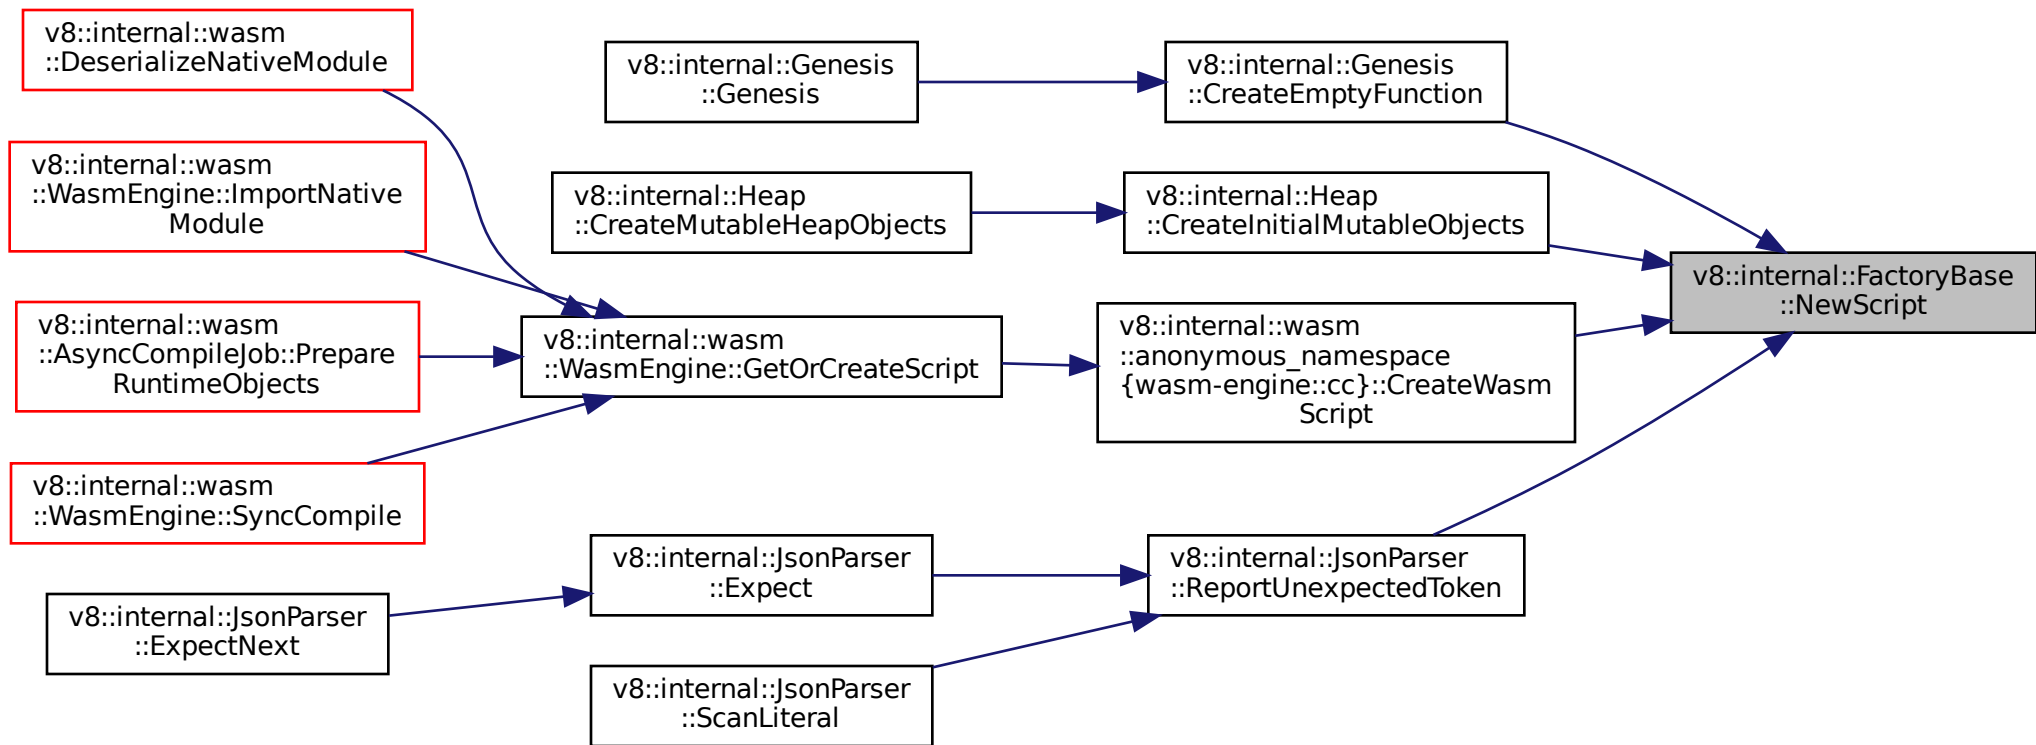 v8::internal::wasm
::DeserializeNativeModule
v8::internal::wasm
::WasmEngine::ImportNative
Module
v8::internal::wasm
::AsyncCompileJob::Prepare
RuntimeObjects
v8::internal::wasm
::WasmEngine::SyncCompile
v8::internal::JsonParser
::ExpectNext
v8::internal::Genesis
::Genesis
v8::internal::Heap
::CreateMutableHeapObjects
v8::internal::wasm
::WasmEngine::GetOrCreateScript
v8::internal::JsonParser
::Expect
v8::internal::JsonParser
::ScanLiteral
v8::internal::Genesis
::CreateEmptyFunction
v8::internal::Heap
::CreateInitialMutableObjects
v8::internal::wasm
::anonymous_namespace
{wasm-engine::cc}::CreateWasm
Script
v8::internal::JsonParser
::ReportUnexpectedToken
v8::internal::FactoryBase
::NewScript